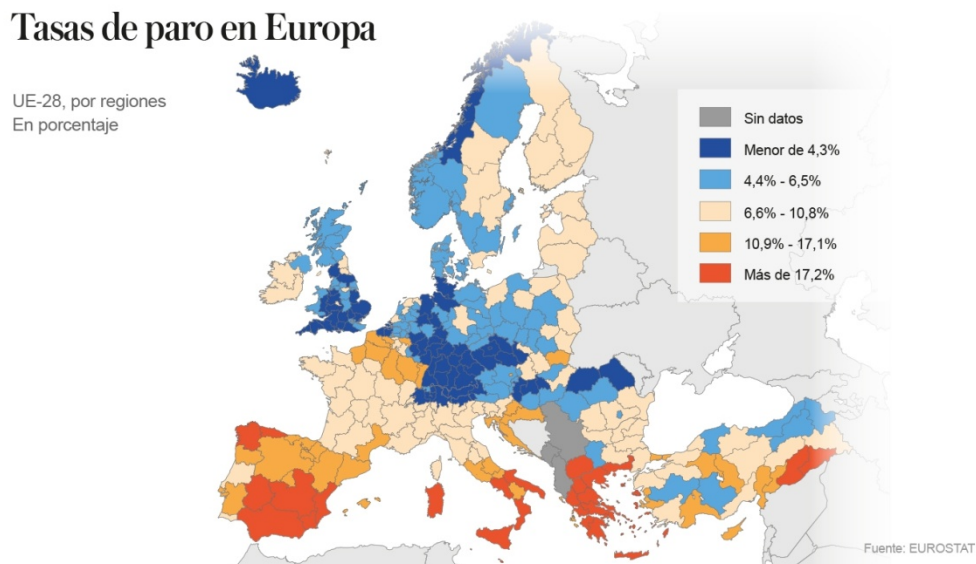 Tasas de paro en Europa
UE-28, por regiones
En porcentaje
Sin datos
Menor de 4,3%
4,4% - 6,5%
6,6% - 10,8%
10,9% - 17,1%
Más de 17,2%
Fuente: EUROSTAT